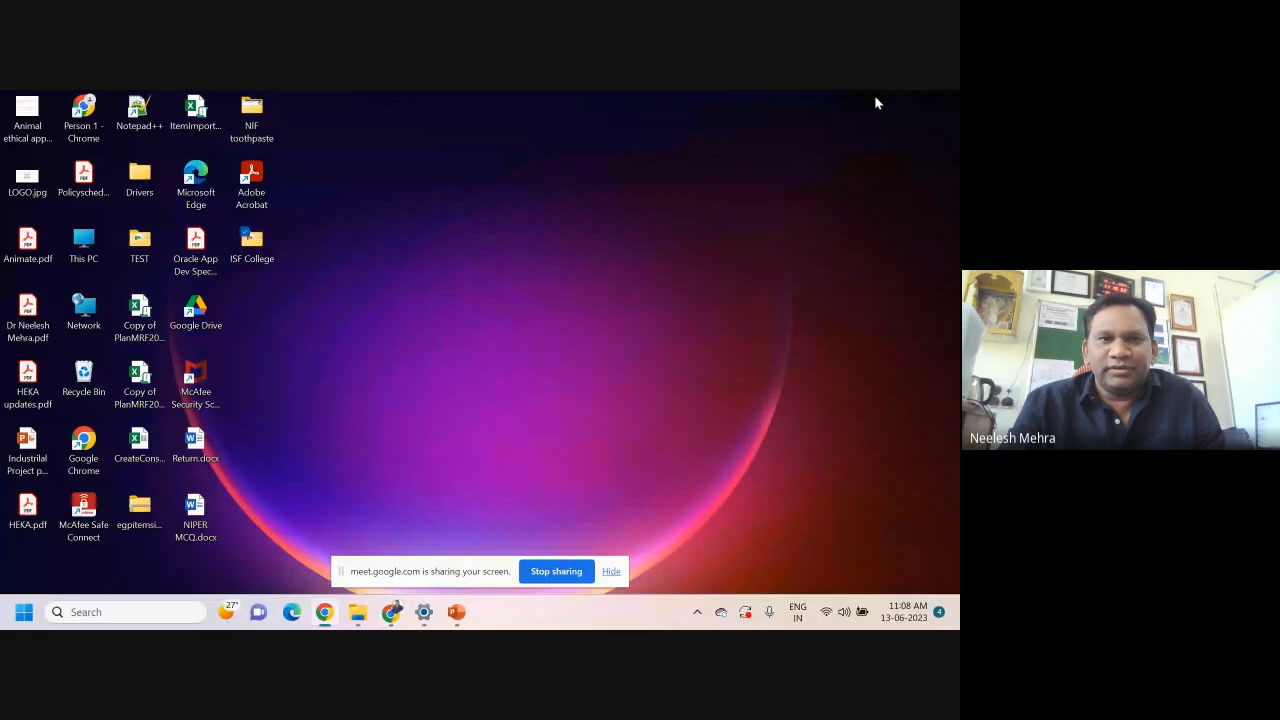 Animal
ethical app...
Person 1 -
Chrome
Notepad++
ItemImport...
NIF
toothpaste
LOGO.jpg
Policysched...
Drivers
Microsoft
Edge
Adobe
Acrobat
Animate.pdf
This PC
TEST
Oracle App
Dev Spec...
ISF College
Dr Neelesh
Mehra.pdf
Network
Copy of
PlanMRF20...
Google Drive
HEKA
updates.pdf
Recycle Bin
Copy of
PlanMRF20...
McAfee
Security Sc...
Industrilal
Project p...
Google
Chrome
CreateCons...
Return.docx
HEKA.pdf
McAfee Safe
Connect
egpitemsi...
NIPER
MCQ.docx
meet.google.com is sharing your screen.
Stop sharing
Hide
Search
27°
ENG
IN
11:08 AM
13-06-2023
4
Neelesh Mehra